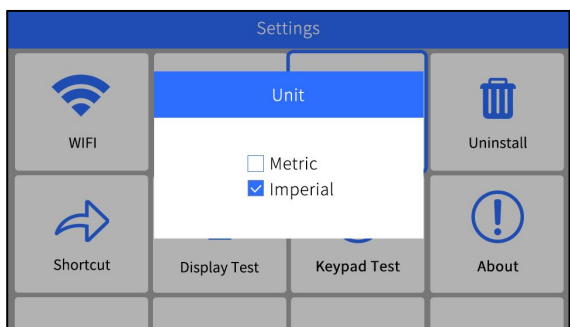 Settings
Unit
WIFI
Uninstall
Metric
Imperial
Shortcut
Display Test
Keypad Test
About